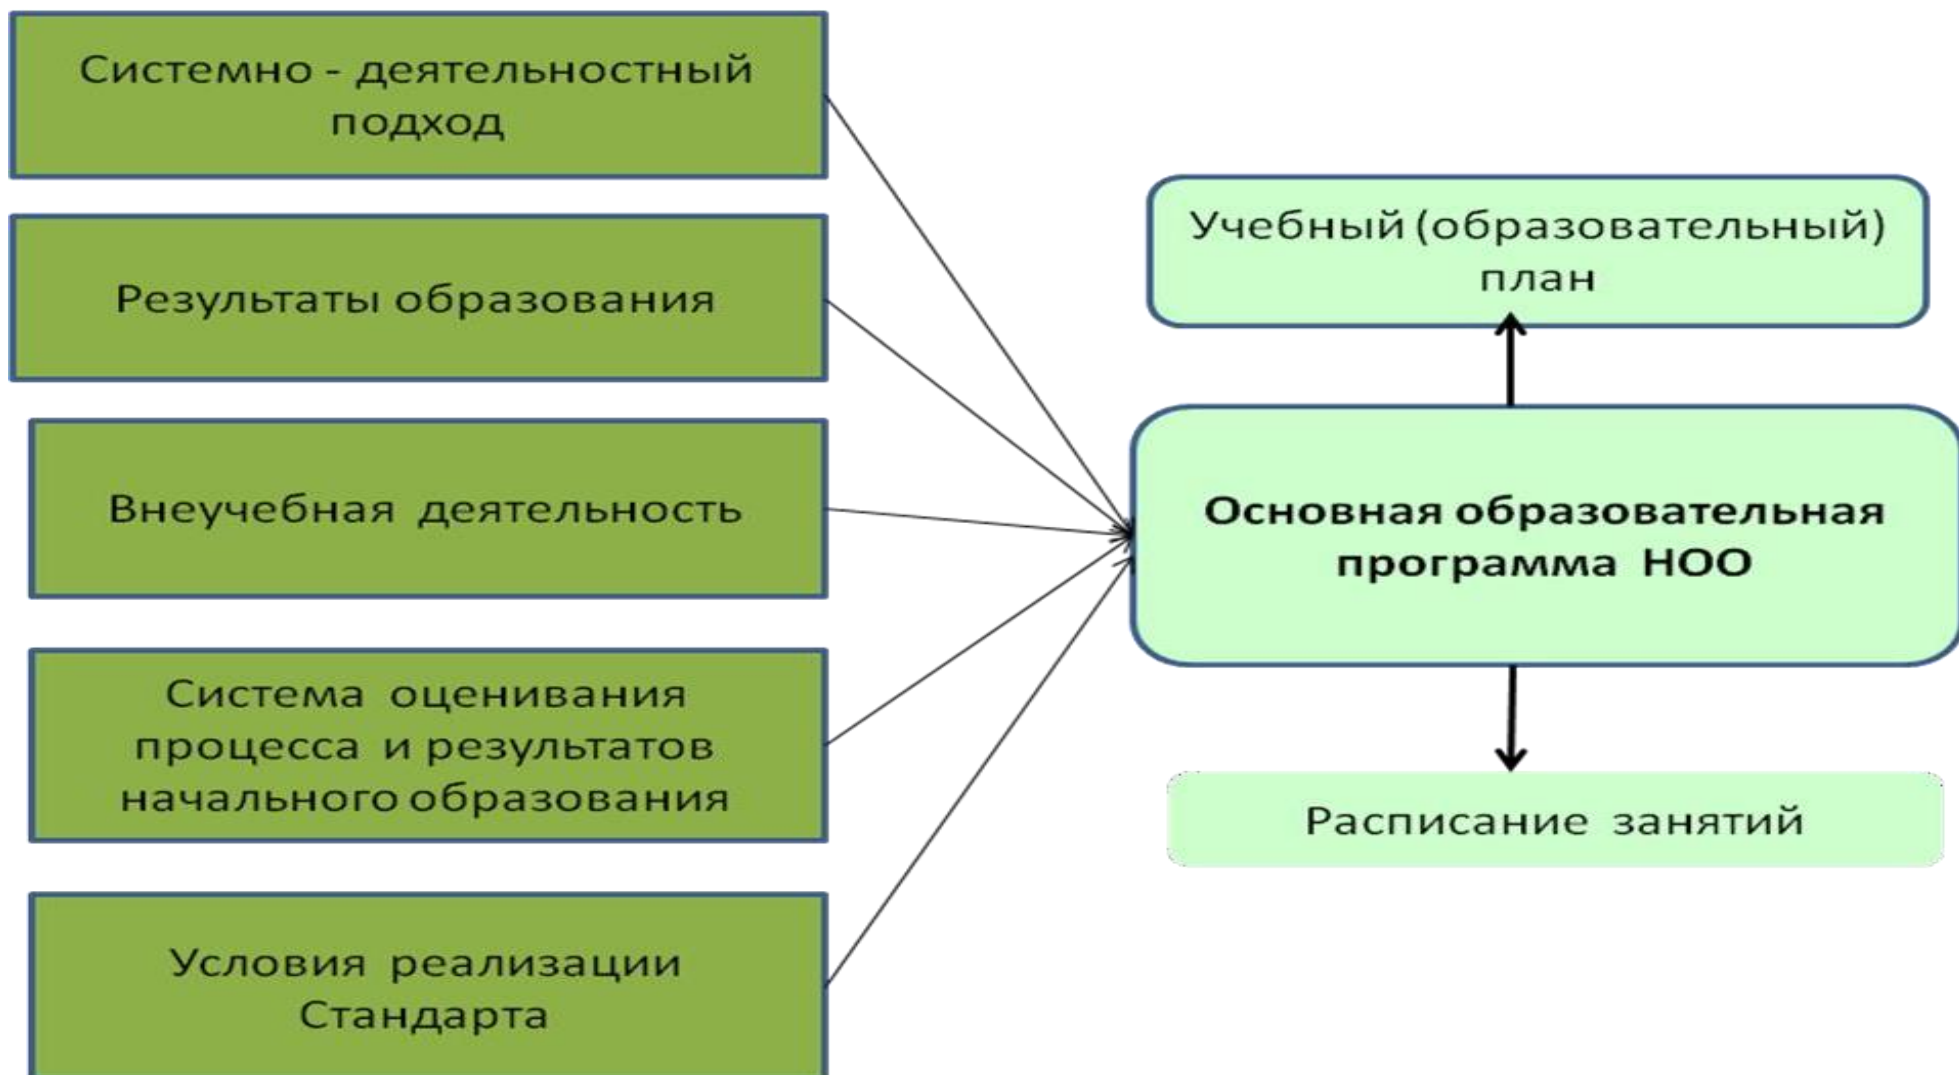 Системно - деятельностный
подход
Результаты образования
Внеучебная деятельность
Система оценивания
процесса и результатов
начального образования
Условия реализации
Стандарта
Учебный (образовательный)
план
Основная образовательная
программа НОО
Расписание занятий